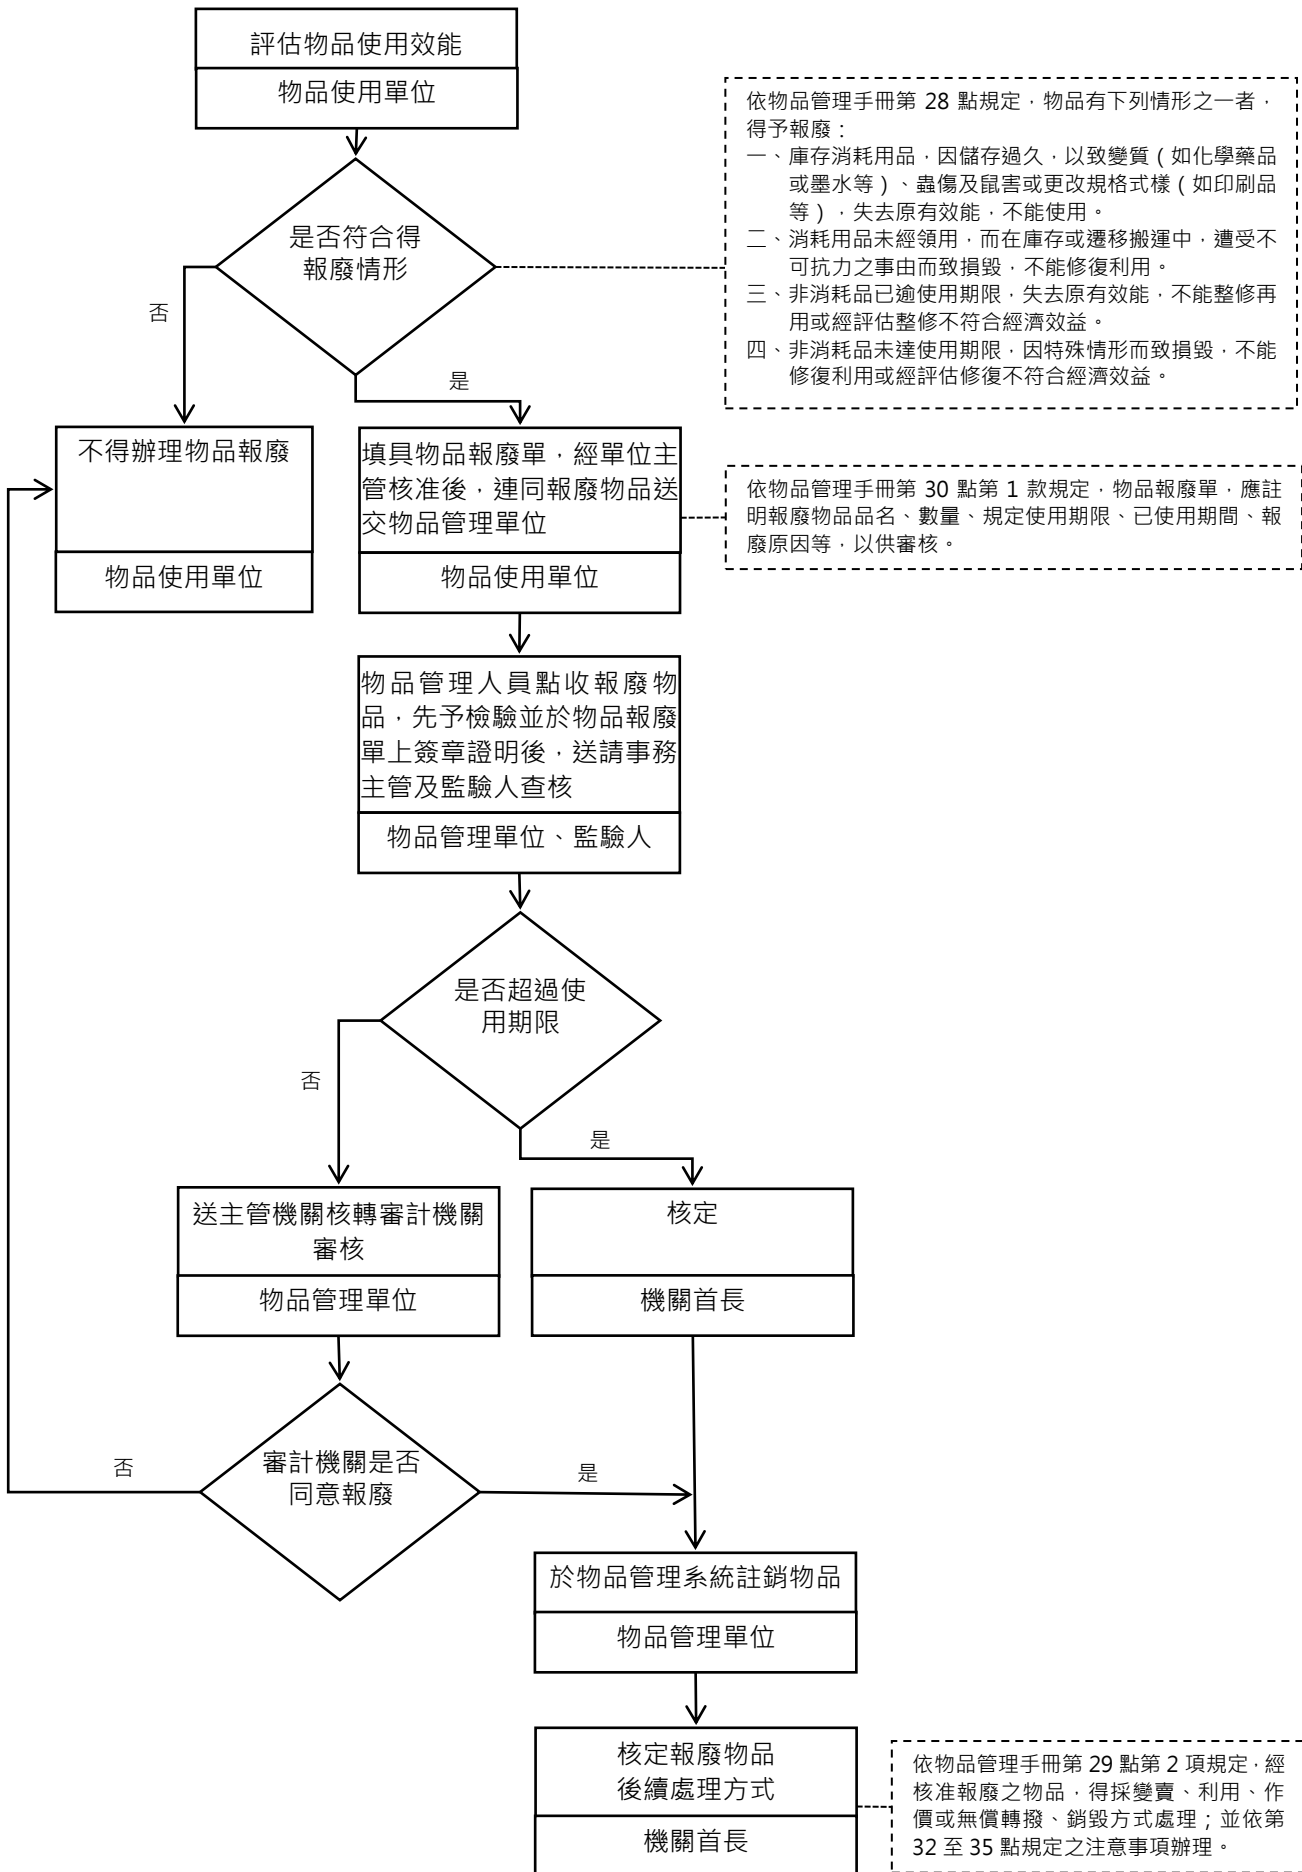 評估物品使用效能
物品使用單位
依物品管理手冊第 28 點規定，物品有下列情形之一者，
得予報廢：
一、庫存消耗用品，因儲存過久，以致變質（如化學藥品
或墨水等）、蟲傷及鼠害或更改規格式樣（如印刷品
等），失去原有效能，不能使用。
二、消耗用品未經領用，而在庫存或遷移搬運中，遭受不
可抗力之事由而致損毀，不能修復利用。
三、非消耗品已逾使用期限，失去原有效能，不能整修再
用或經評估整修不符合經濟效益。
四、非消耗品未達使用期限，因特殊情形而致損毀，不能
修復利用或經評估修復不符合經濟效益。
是否符合得
報廢情形
否
是
不得辦理物品報廢
物品使用單位
填具物品報廢單，經單位主
管核准後，連同報廢物品送
交物品管理單位
物品使用單位
依物品管理手冊第 30 點第 1 款規定，物品報廢單，應註
明報廢物品品名、數量、規定使用期限、已使用期間、報
廢原因等，以供審核。
物品管理人員點收報廢物
品，先予檢驗並於物品報廢
單上簽章證明後，送請事務
主管及監驗人查核
物品管理單位、監驗人
是否超過使
用期限
否
是
送主管機關核轉審計機關
審核
物品管理單位
核定
機關首長
審計機關是否
同意報廢
否
是
於物品管理系統註銷物品
物品管理單位
核定報廢物品
後續處理方式
機關首長
依物品管理手冊第 29 點第 2 項規定，經
核准報廢之物品，得採變賣、利用、作
價或無償轉撥、銷毀方式處理；並依第
32 至 35 點規定之注意事項辦理。